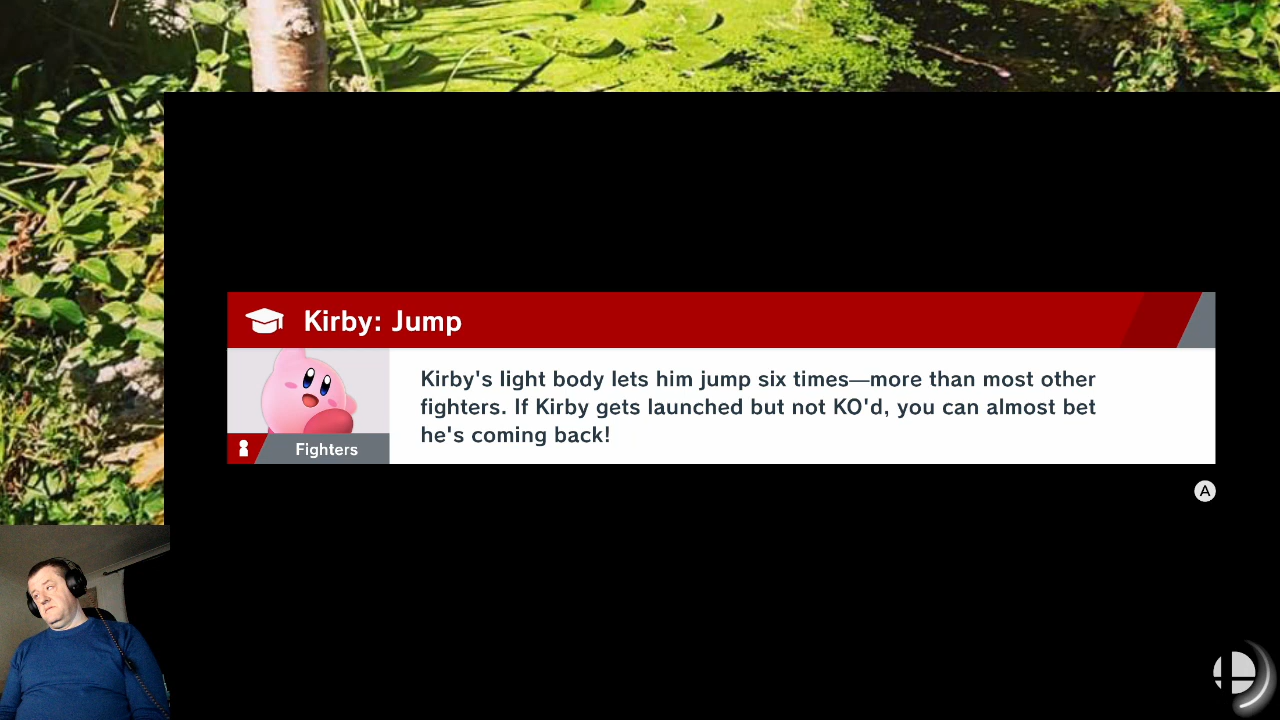 Kirby: Jump
Kirby's light body lets him jump six times—more than most other
fighters. If Kirby gets launched but not KO'd, you can almost bet
he's coming back!
Fighters
A